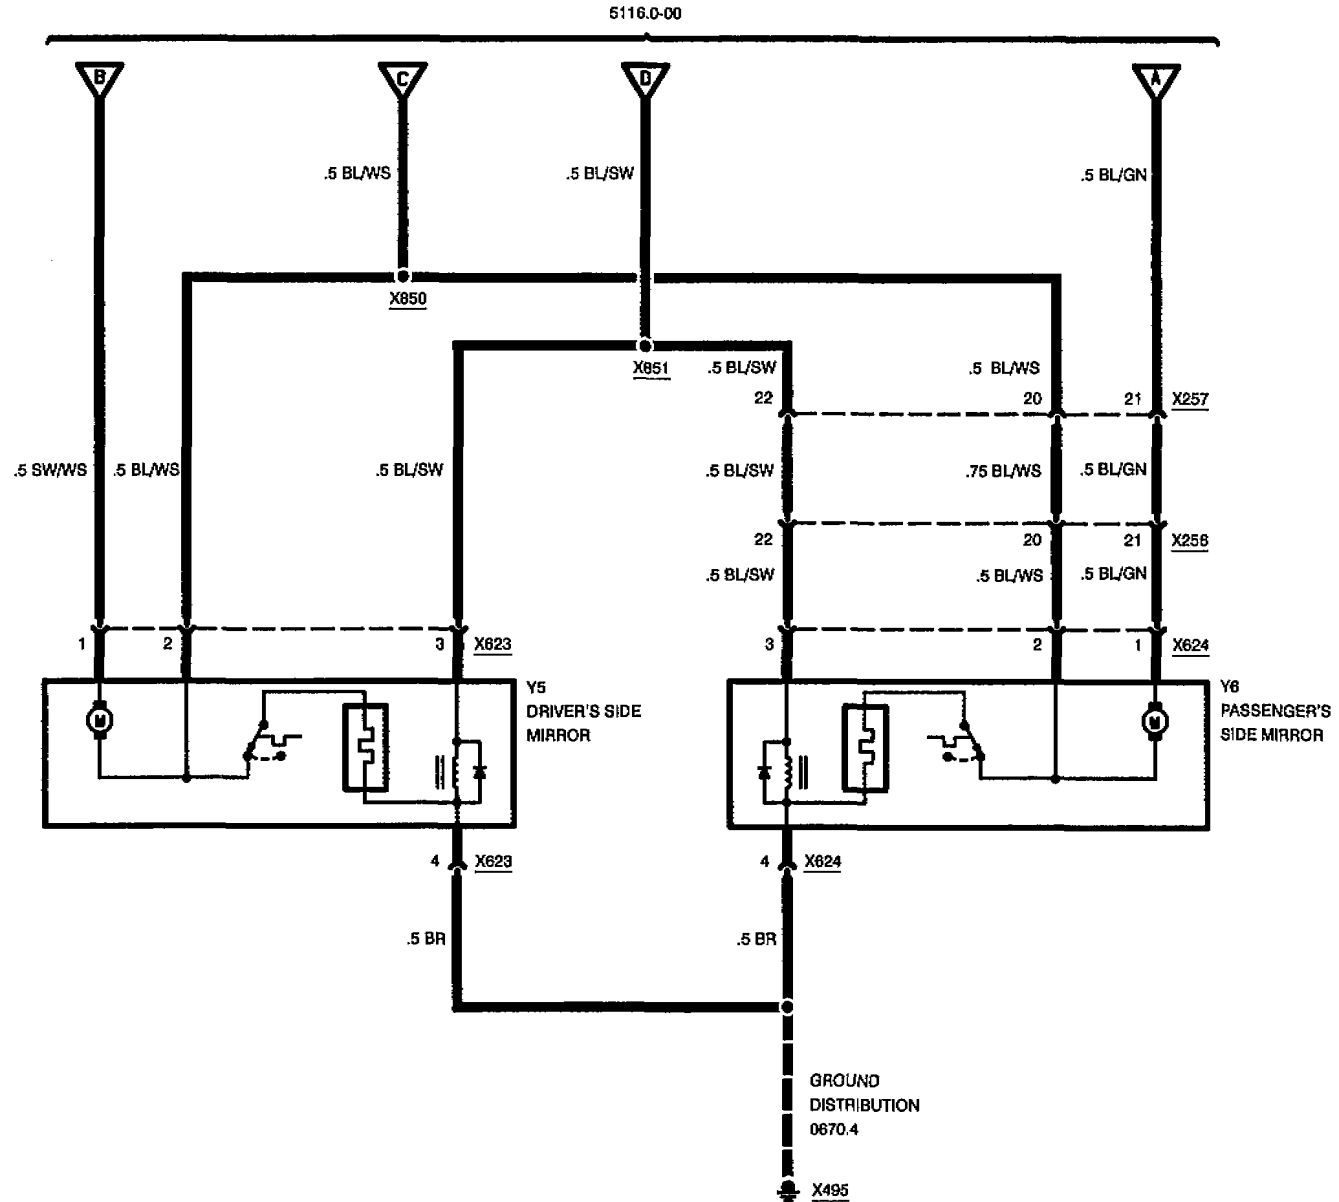 5116.0-00
B C D A
.5 BL/WS .5 BL/SW .5 BL/GN
X850
X851 .5 BL/SW .5 BL/WS
22 20 21 X257
.5 SW/WS .5 BL/WS .5 BL/SW .5 BL/SW .75 BL/WS .5 BL/GN
22 20 21 X256
.5 BL/SW .5 BL/WS .5 BL/GN
1 2 3 X623 3 2 1 X624
Y5
DRIVER'S SIDE
MIRROR
Y6
PASSENGER'S
SIDE MIRROR
M M
4 X623 4 X624
.5 BR .5 BR
GROUND
DISTRIBUTION
0670.4
X495